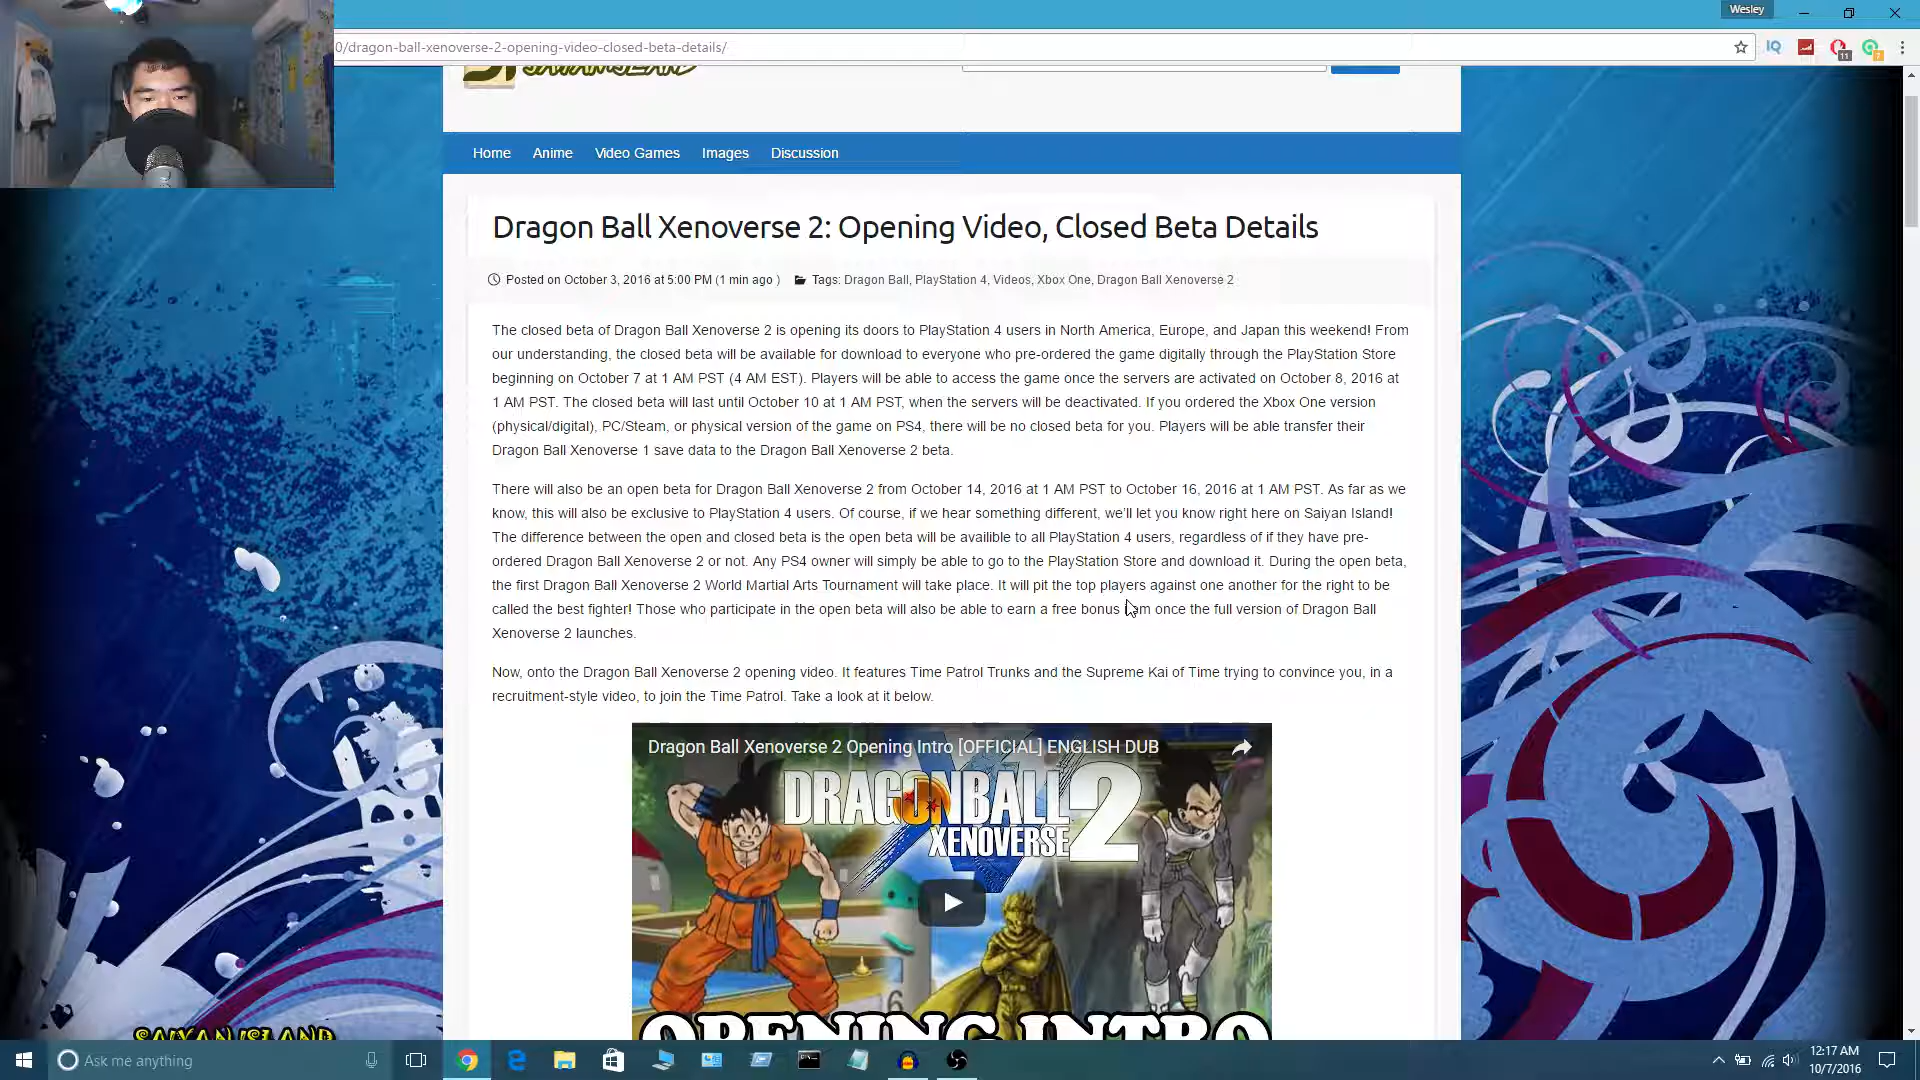 Wesley
0/dragon-ball-xenoverse-2-opening-video-closed-beta-details/
SAIYAN ISLAND
Home Anime Video Games Images Discussion
Dragon Ball Xenoverse 2: Opening Video, Closed Beta Details
Posted on October 3, 2016 at 5:00 PM (1 min ago ) Tags: Dragon Ball, PlayStation 4, Videos, Xbox One, Dragon Ball Xenoverse 2
The closed beta of Dragon Ball Xenoverse 2 is opening its doors to PlayStation 4 users in North America, Europe, and Japan this weekend! From
our understanding, the closed beta will be available for download to everyone who pre-ordered the game digitally through the PlayStation Store
beginning on October 7 at 1 AM PST (4 AM EST). Players will be able to access the game once the servers are activated on October 8, 2016 at
1 AM PST. The closed beta will last until October 10 at 1 AM PST, when the servers will be deactivated. If you ordered the Xbox One version
(physical/digital), PC/Steam, or physical version of the game on PS4, there will be no closed beta for you. Players will be able transfer their
Dragon Ball Xenoverse 1 save data to the Dragon Ball Xenoverse 2 beta.
There will also be an open beta for Dragon Ball Xenoverse 2 from October 14, 2016 at 1 AM PST to October 16, 2016 at 1 AM PST. As far as we
know, this will also be exclusive to PlayStation 4 users. Of course, if we hear something different, we'll let you know right here on Saiyan Island!
The difference between the open and closed beta is the open beta will be availible to all PlayStation 4 users, regardless of if they have pre-
ordered Dragon Ball Xenoverse 2 or not. Any PS4 owner will simply be able to go to the PlayStation Store and download it. During the open beta,
the first Dragon Ball Xenoverse 2 World Martial Arts Tournament will take place. It will pit the top players against one another for the right to be
called the best fighter! Those who participate in the open beta will also be able to earn a free bonus once the full version of Dragon Ball
Xenoverse 2 launches.
Now, onto the Dragon Ball Xenoverse 2 opening video. It features Time Patrol Trunks and the Supreme Kai of Time trying to convince you, in a
recruitment-style video, to join the Time Patrol. Take a look at it below.
Dragon Ball Xenoverse 2 Opening Intro [OFFICIAL] ENGLISH DUB
DRAGONBALL
XENOVERSE 2
6
OPENING INTRO
SAIYAN ISLAND
Ask me anything
12:17 AM
10/7/2016